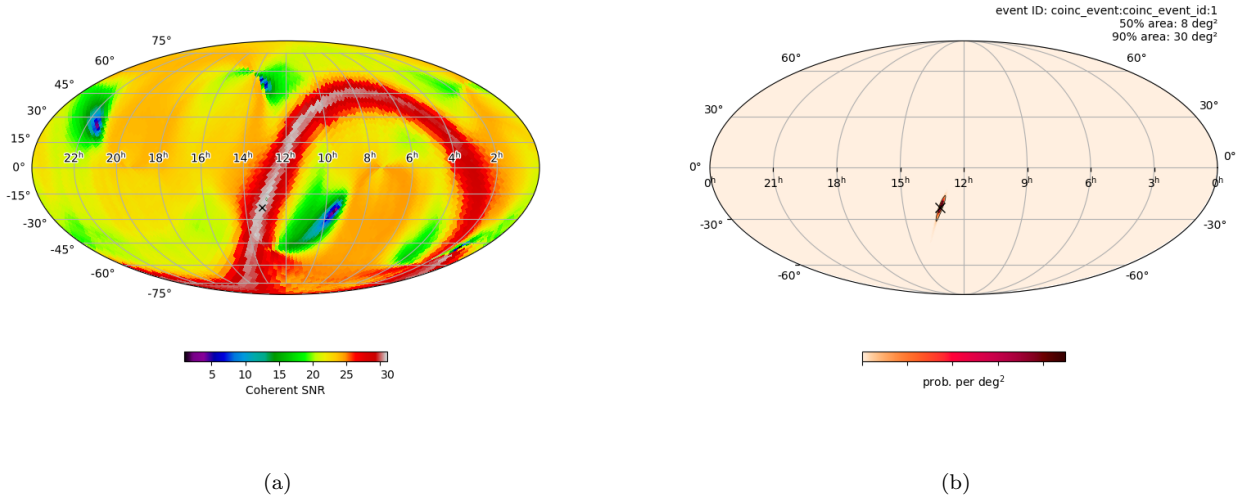 event ID: coinc_event:coinc_event_id:1
50% area: 8 deg²
90% area: 30 deg²
75°
60°
45°
30°
15°
0°
-15°
-30°
-45°
-60°
-75°
22ʰ 20ʰ 18ʰ 16ʰ 14ʰ 12ʰ 10ʰ 8ʰ 6ʰ 4ʰ 2ʰ
5 10 15 20 25 30
Coherent SNR
(a)
60° 60°
30° 30°
0° 0°
0ʰ 21ʰ 18ʰ 15ʰ 12ʰ 9ʰ 6ʰ 3ʰ 0ʰ
-30° -30°
-60° -60°
prob. per deg²
(b)